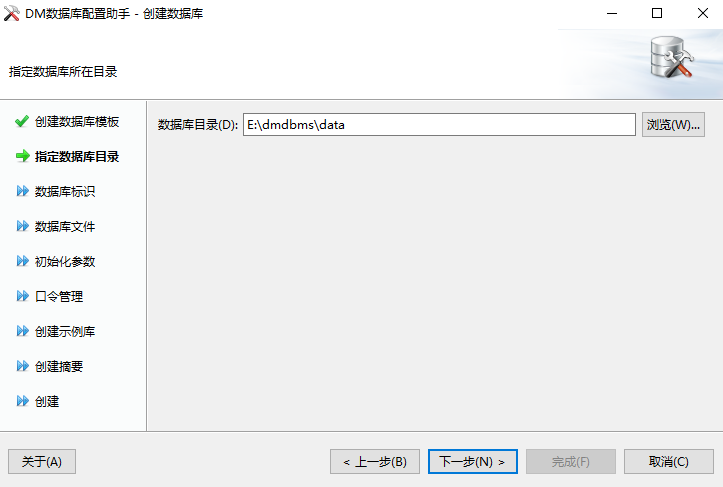 DM数据库配置助手 - 创建数据库
指定数据库所在目录
创建数据库模板
指定数据库目录
数据库标识
数据库文件
初始化参数
口令管理
创建示例库
创建摘要
创建
数据库目录(D): E:\dmdbms\data 浏览(W)...
关于(A) < 上一步(B) 下一步(N) > 完成(F) 取消(C)